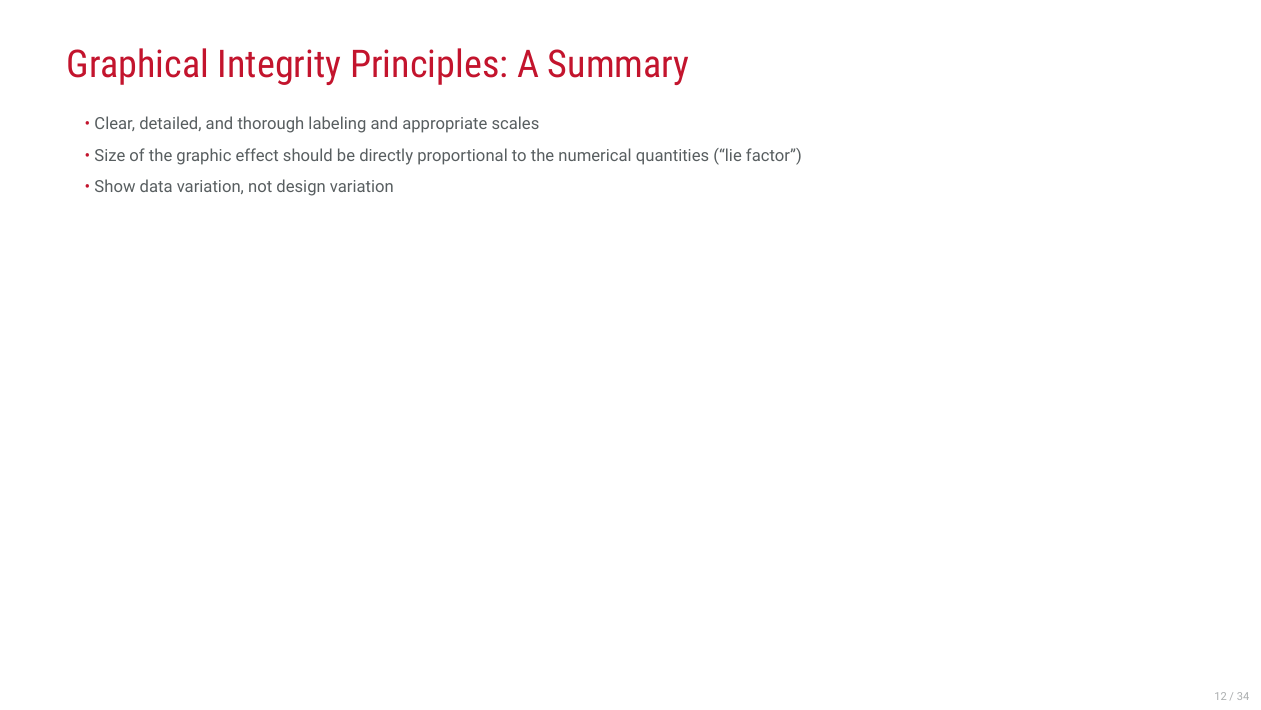 Graphical Integrity Principles: A Summary
• Clear, detailed, and thorough labeling and appropriate scales
• Size of the graphic effect should be directly proportional to the numerical quantities (“lie factor”)
• Show data variation, not design variation
12 / 34